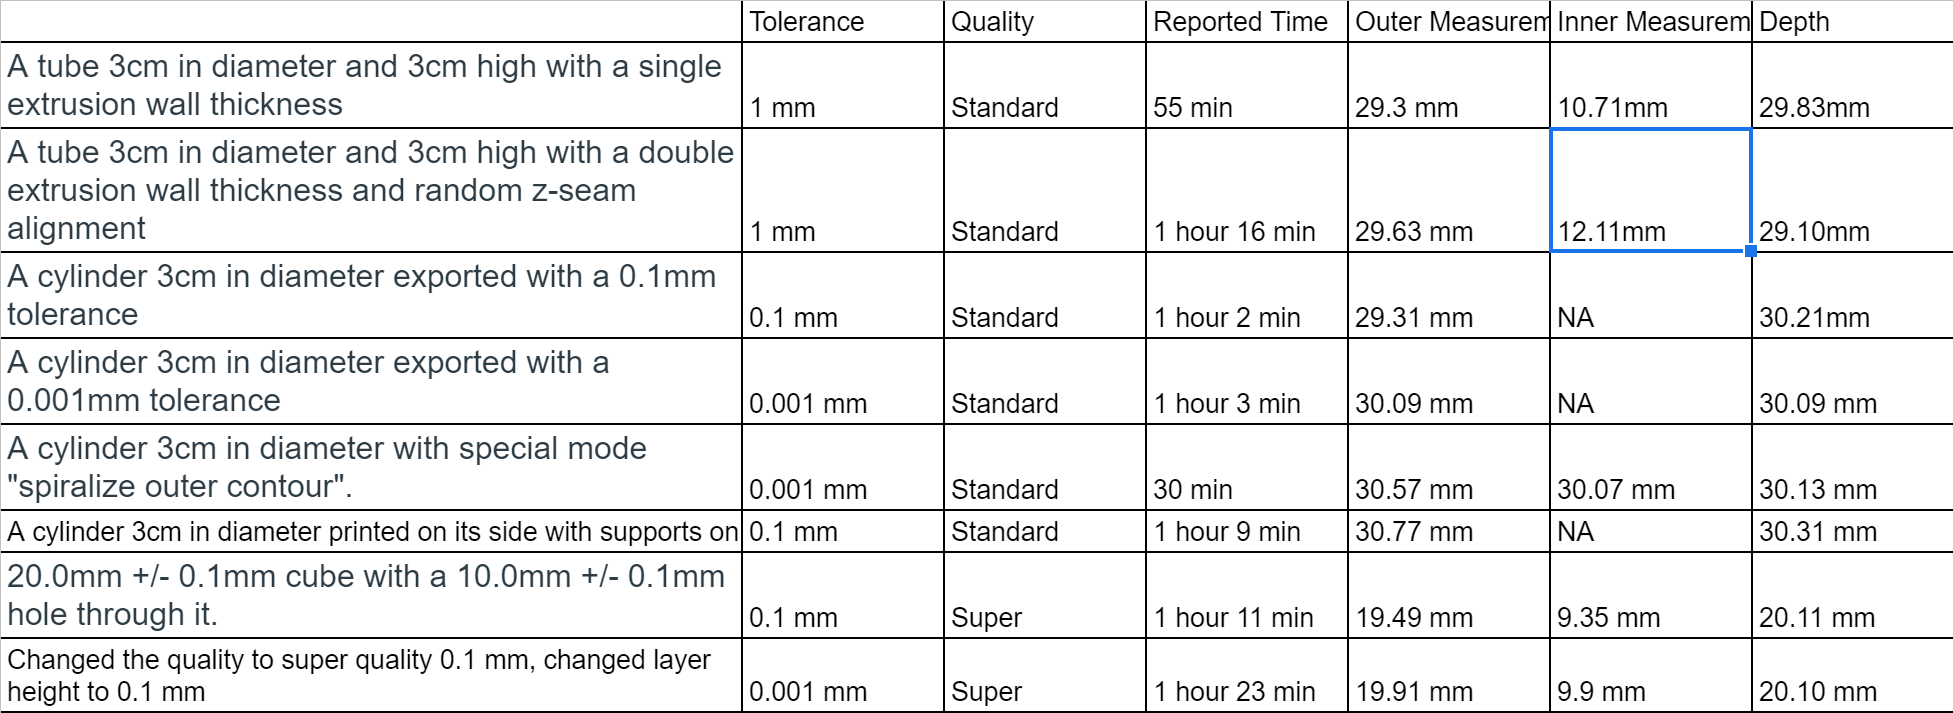 Tolerance Quality Reported Time Outer Measurem Inner Measurem Depth
A tube 3cm in diameter and 3cm high with a single
extrusion wall thickness 1 mm Standard 55 min 29.3 mm 10.71mm 29.83mm
A tube 3cm in diameter and 3cm high with a double
extrusion wall thickness and random z-seam
alignment 1 mm Standard 1 hour 16 min 29.63 mm 12.11mm 29.10mm
A cylinder 3cm in diameter exported with a 0.1mm
tolerance 0.1 mm Standard 1 hour 2 min 29.31 mm NA 30.21mm
A cylinder 3cm in diameter exported with a
0.001mm tolerance 0.001 mm Standard 1 hour 3 min 30.09 mm NA 30.09 mm
A cylinder 3cm in diameter with special mode
"spiralize outer contour". 0.001 mm Standard 30 min 30.57 mm 30.07 mm 30.13 mm
A cylinder 3cm in diameter printed on its side with supports on 0.1 mm Standard 1 hour 9 min 30.77 mm NA 30.31 mm
20.0mm +/- 0.1mm cube with a 10.0mm +/- 0.1mm
hole through it. 0.1 mm Super 1 hour 11 min 19.49 mm 9.35 mm 20.11 mm
Changed the quality to super quality 0.1 mm, changed layer
height to 0.1 mm 0.001 mm Super 1 hour 23 min 19.91 mm 9.9 mm 20.10 mm